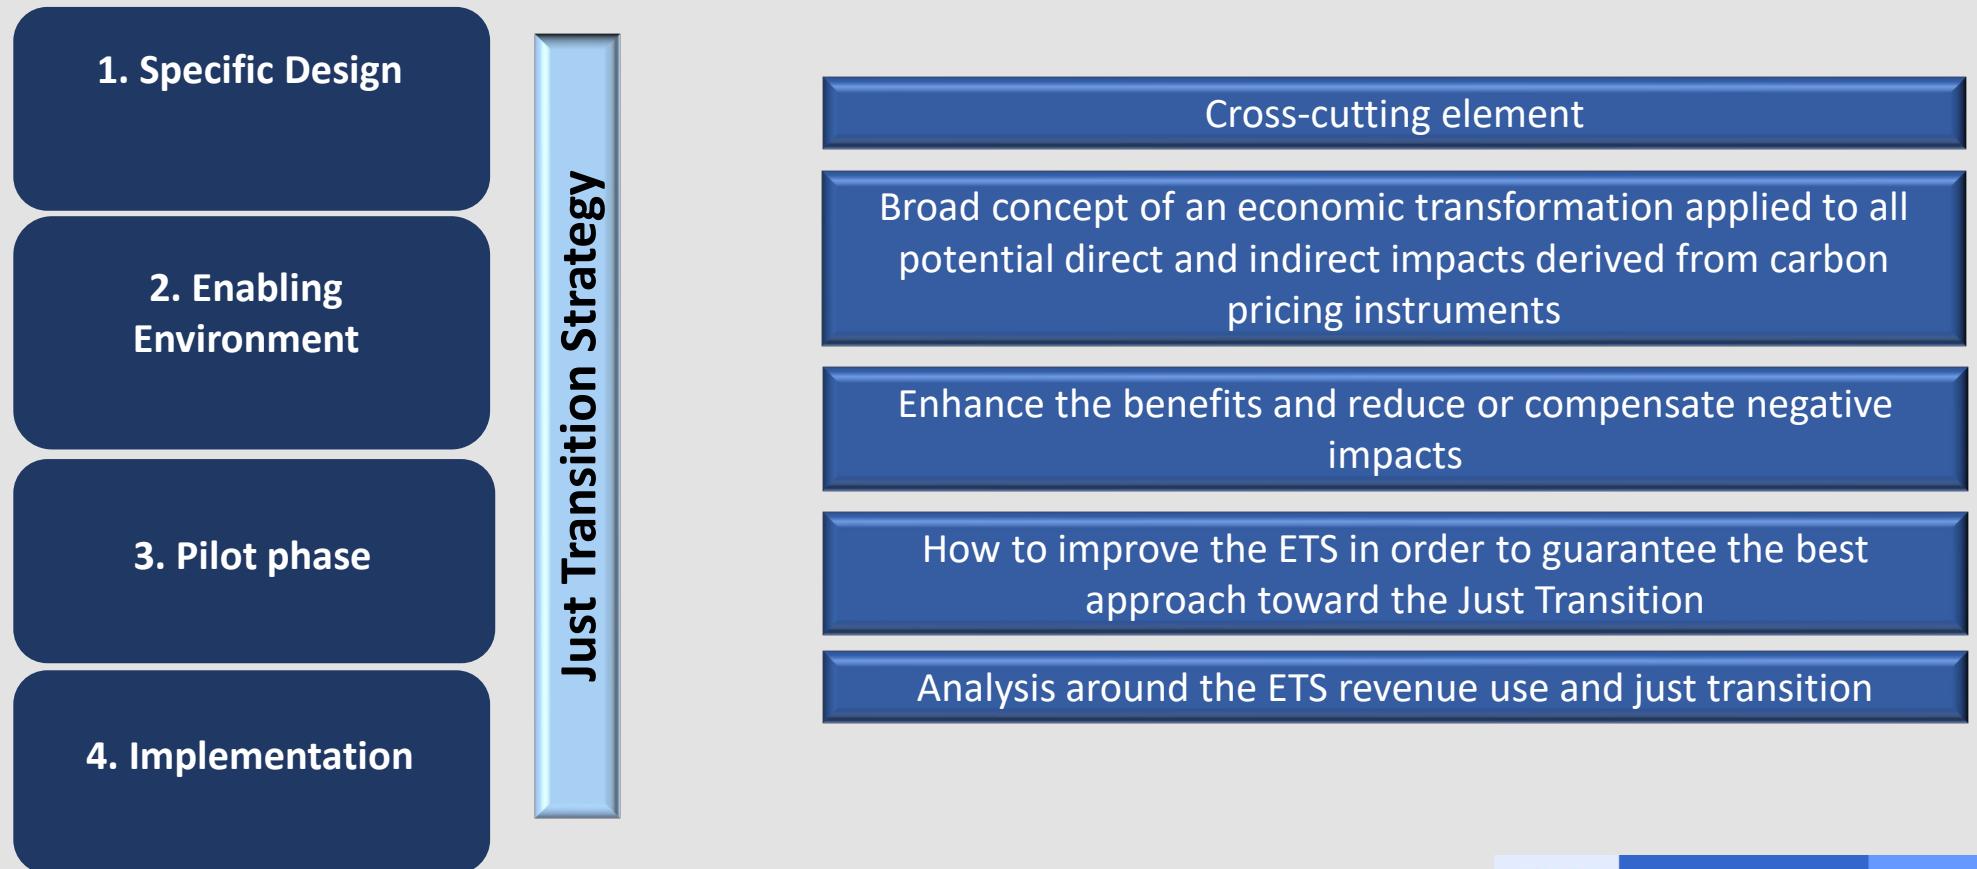 1. Specific Design
2. Enabling
Environment
3. Pilot phase
4. Implementation
Just Transition Strategy
Cross-cutting element
Broad concept of an economic transformation applied to all
potential direct and indirect impacts derived from carbon
pricing instruments
Enhance the benefits and reduce or compensate negative
impacts
How to improve the ETS in order to guarantee the best
approach toward the Just Transition
Analysis around the ETS revenue use and just transition